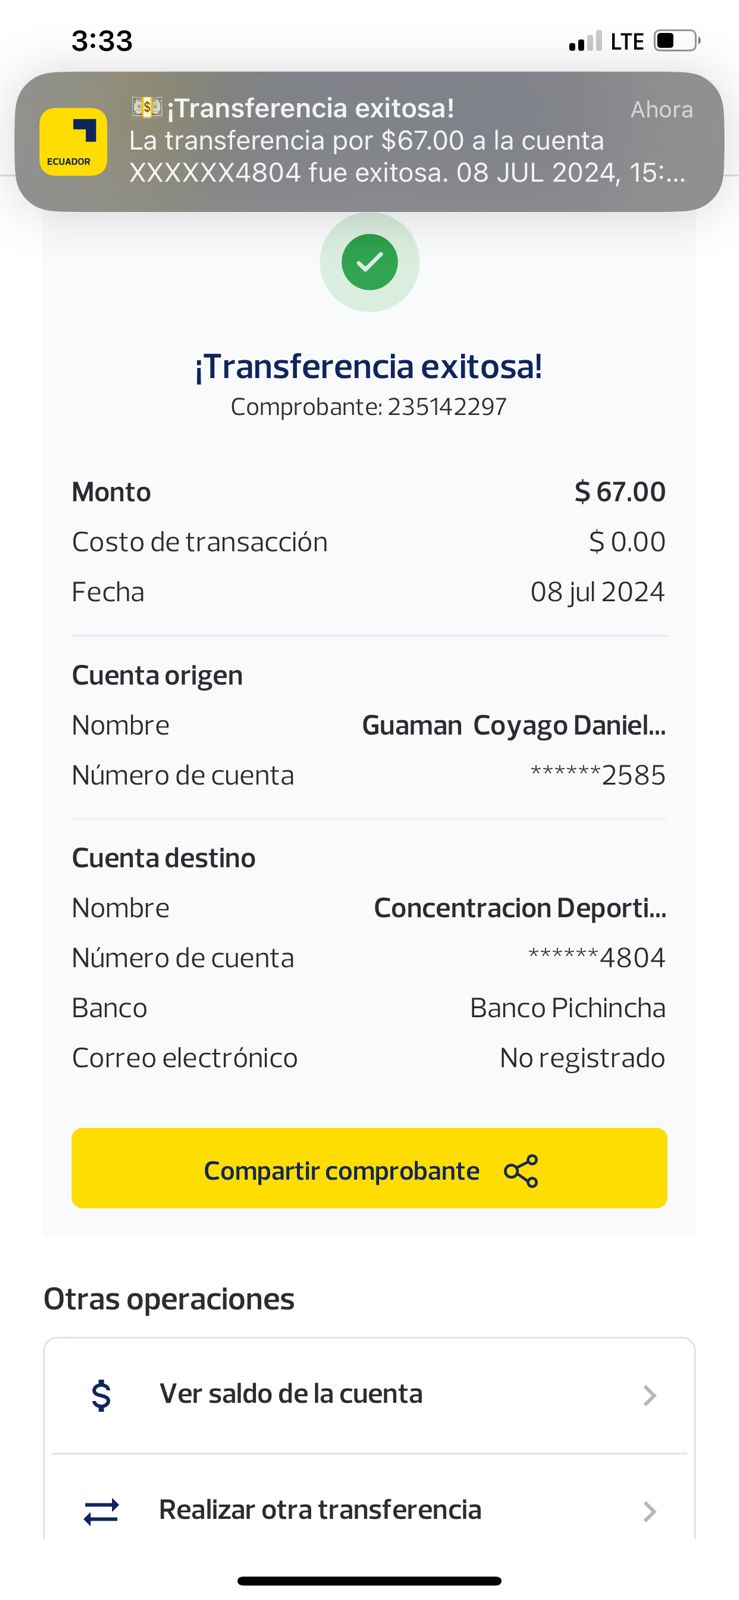 3:33
LTE
ECUADOR
💵 ¡Transferencia exitosa!
Ahora
La transferencia por $67.00 a la cuenta
XXXXXX4804 fue exitosa. 08 JUL 2024, 15:...
¡Transferencia exitosa!
Comprobante: 235142297
Monto $ 67.00
Costo de transacción $ 0.00
Fecha 08 jul 2024
Cuenta origen
Nombre Guaman Coyago Daniel...
Número de cuenta ******2585
Cuenta destino
Nombre Concentracion Deporti...
Número de cuenta ******4804
Banco Banco Pichincha
Correo electrónico No registrado
Compartir comprobante
Otras operaciones
Ver saldo de la cuenta
Realizar otra transferencia